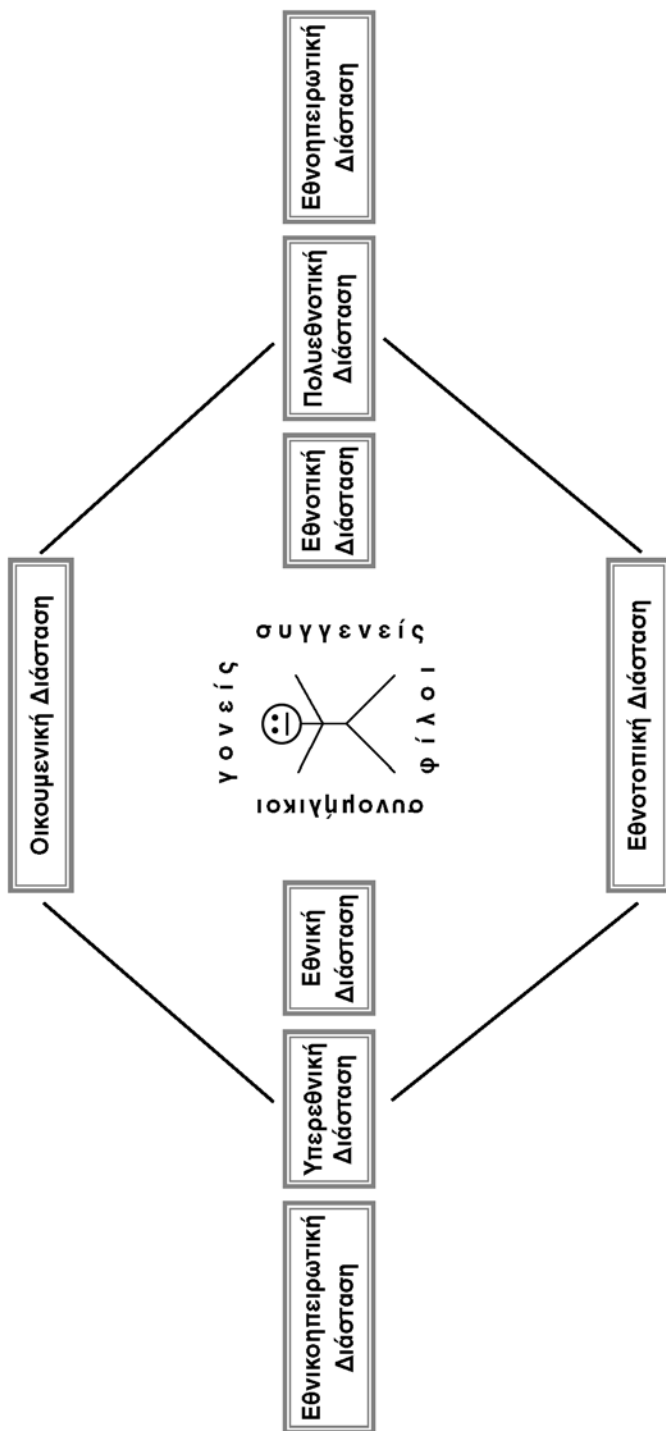 Οικουμενική Διάσταση
Εθνικοηπειρωτική
Διάσταση
Υπερεθνική
Διάσταση
Εθνική
Διάσταση
γονείς
συνομήλικοι
συγγενείς
φίλοι
Εθνοτική
Διάσταση
Πολυεθνοτική
Διάσταση
Εθνοηπειρωτική
Διάσταση
Εθνοτοπική Διάσταση